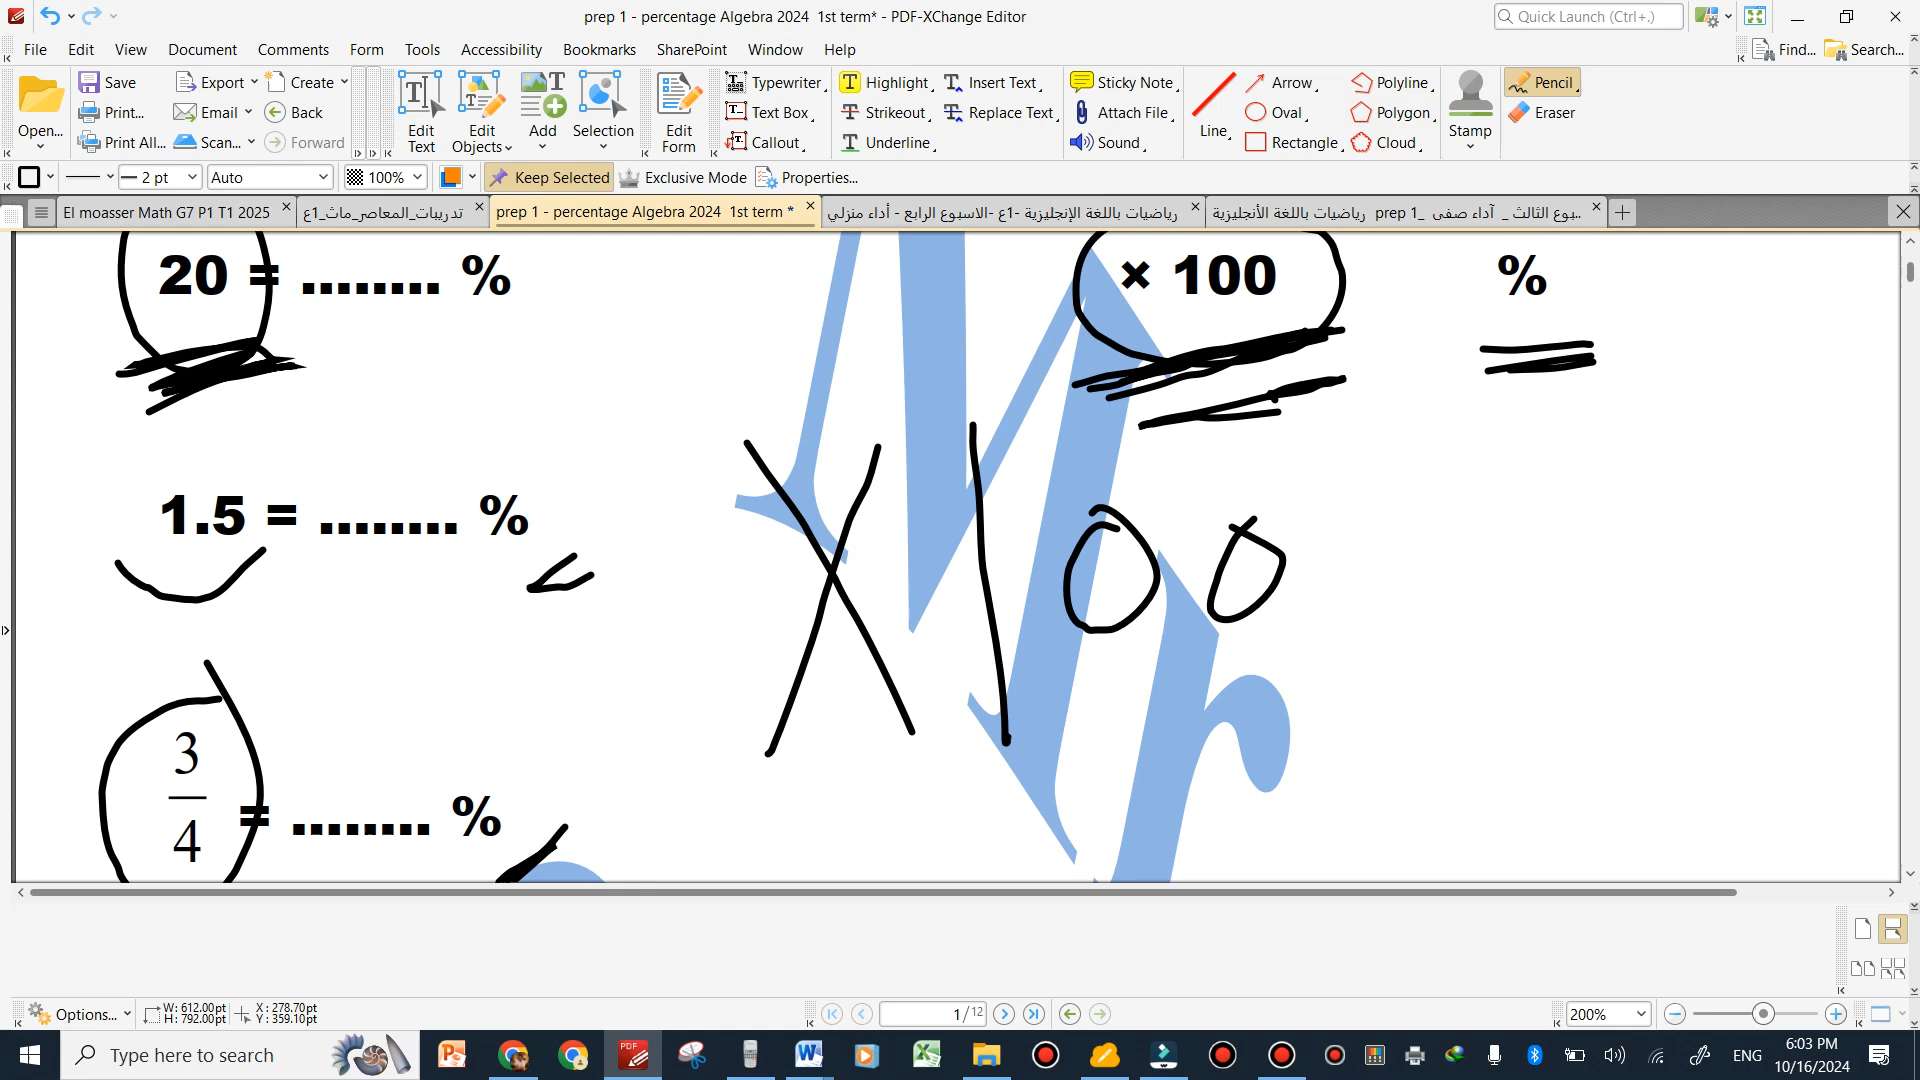 prep 1 - percentage Algebra 2024 1st term* - PDF-XChange Editor
Quick Launch (Ctrl+.)
File Edit View Document Comments Form Tools Accessibility Bookmarks SharePoint Window Help
Find... Search...
Open... Save Export Create
Print... Email Back
Print All... Scan... Forward
Edit Text
Edit Objects
Add
Selection
Edit Form
Typewriter Highlight Insert Text Sticky Note
Text Box Strikeout Replace Text Attach File
Callout Underline Sound
Line Arrow Polyline
Oval Polygon
Rectangle Cloud
Stamp Pencil
Eraser
2 pt Auto 100% Keep Selected Exclusive Mode Properties...
El moasser Math G7 P1 T1 2025
تدريبات_المعاصر_ماث_1ع
prep 1 - percentage Algebra 2024 1st term *
رياضيات باللغة الإنجليزية -1ع -الاسبوع الرابع - أداء منزلي
رياضيات باللغة الأنجليزية prep 1_ بوع الثالث _ آداء صفى..
20 = ........ % × 100 %
1.5 = ........ % X 100
3
4 = ........ %
Options... W: 612.00pt X: 278.70pt
H: 792.00pt Y: 359.10pt
1 / 12
200%
Type here to search
ENG 6:03 PM
10/16/2024